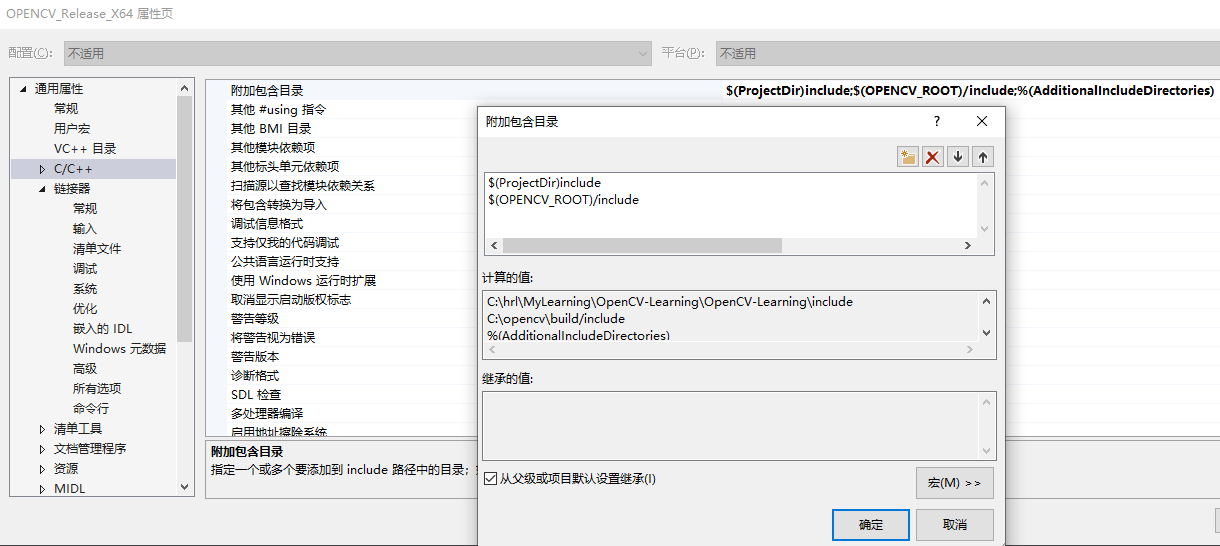 OPENCV_Release_X64 属性页
配置(C):
不适用
平台(P):
不适用
通用属性
常规
用户宏
VC++ 目录
C/C++
链接器
常规
输入
清单文件
调试
系统
优化
嵌入的 IDL
Windows 元数据
高级
所有选项
命令行
清单工具
文档管理程序
资源
MIDL
附加包含目录
$(ProjectDir)include;$(OPENCV_ROOT)/include;%(AdditionalIncludeDirectories)
其他 #using 指令
其他 BMI 目录
其他模块依赖项
其他标头单元依赖项
扫描源以查找模块依赖关系
将包含转换为导入
调试信息格式
支持仅我的代码调试
公共语言运行时支持
使用 Windows 运行时扩展
取消显示启动版权标志
警告等级
将警告视为错误
警告版本
诊断格式
SDL 检查
多处理器编译
启用地址擦除系统
附加包含目录
指定一个或多个要添加到 include 路径中的目录;
附加包含目录
?
$(ProjectDir)include
$(OPENCV_ROOT)/include
计算的值:
C:\hrl\MyLearning\OpenCV-Learning\OpenCV-Learning\include
C:\opencv\build/include
%(AdditionalIncludeDirectories)
继承的值:
从父级或项目默认设置继承(I)
宏(M) >>
确定
取消